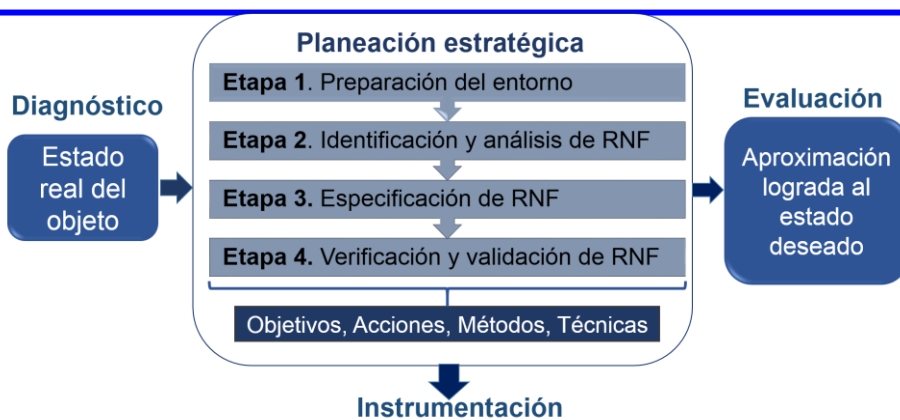 Planeación estratégica
Etapa 1. Preparación del entorno
Etapa 2. Identificación y análisis de RNF
Etapa 3. Especificación de RNF
Etapa 4. Verificación y validación de RNF
Objetivos, Acciones, Métodos, Técnicas
Diagnóstico
Estado
real del
objeto
Evaluación
Aproximación
lograda al
estado
deseado
Instrumentación